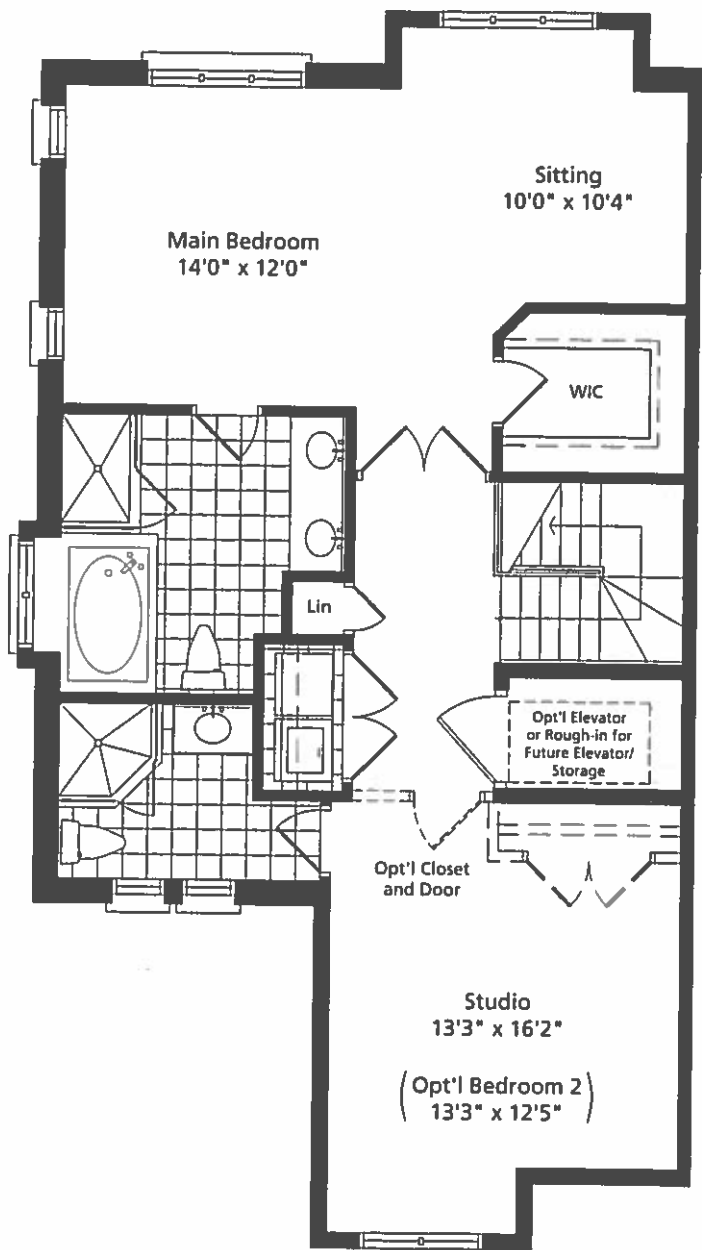 Sitting
10'0" x 10'4"
Main Bedroom
14'0" x 12'0"
WIC
Lin
Opt'l Elevator
or Rough-in for
Future Elevator/
Storage
Opt'l Closet
and Door
Studio
13'3" x 16'2"
(Opt'l Bedroom 2
13'3" x 12'5")